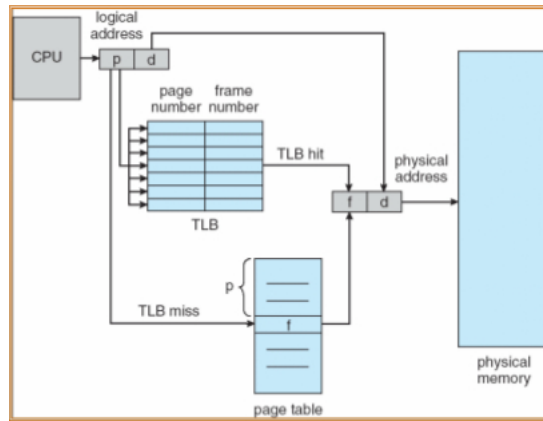 logical
address
CPU
p
d
page
number
frame
number
TLB hit
physical
address
f
d
TLB
p
TLB miss
f
physical
memory
page table